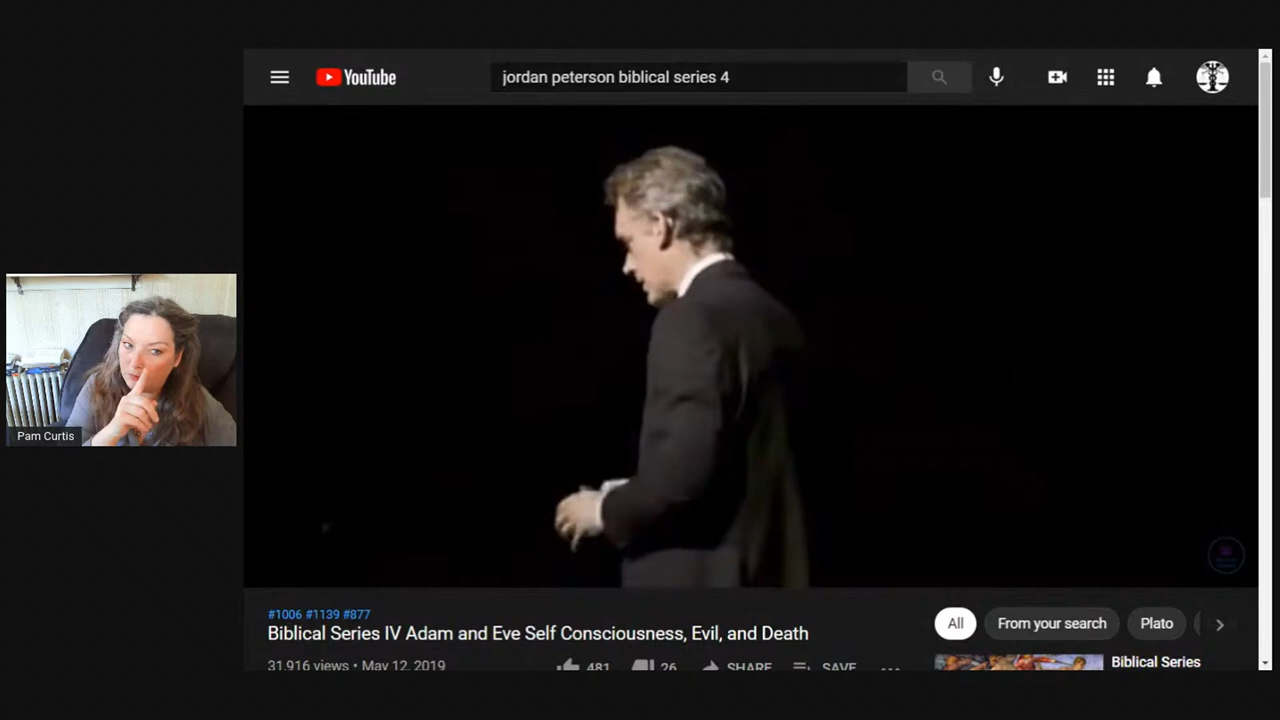 YouTube
jordan peterson biblical series 4
Pam Curtis
#1006 #1139 #877
Biblical Series IV Adam and Eve Self Consciousness, Evil, and Death
31,916 views • May 12, 2019
481
26
SHARE
SAVE
All
From your search
Plato
Biblical Series